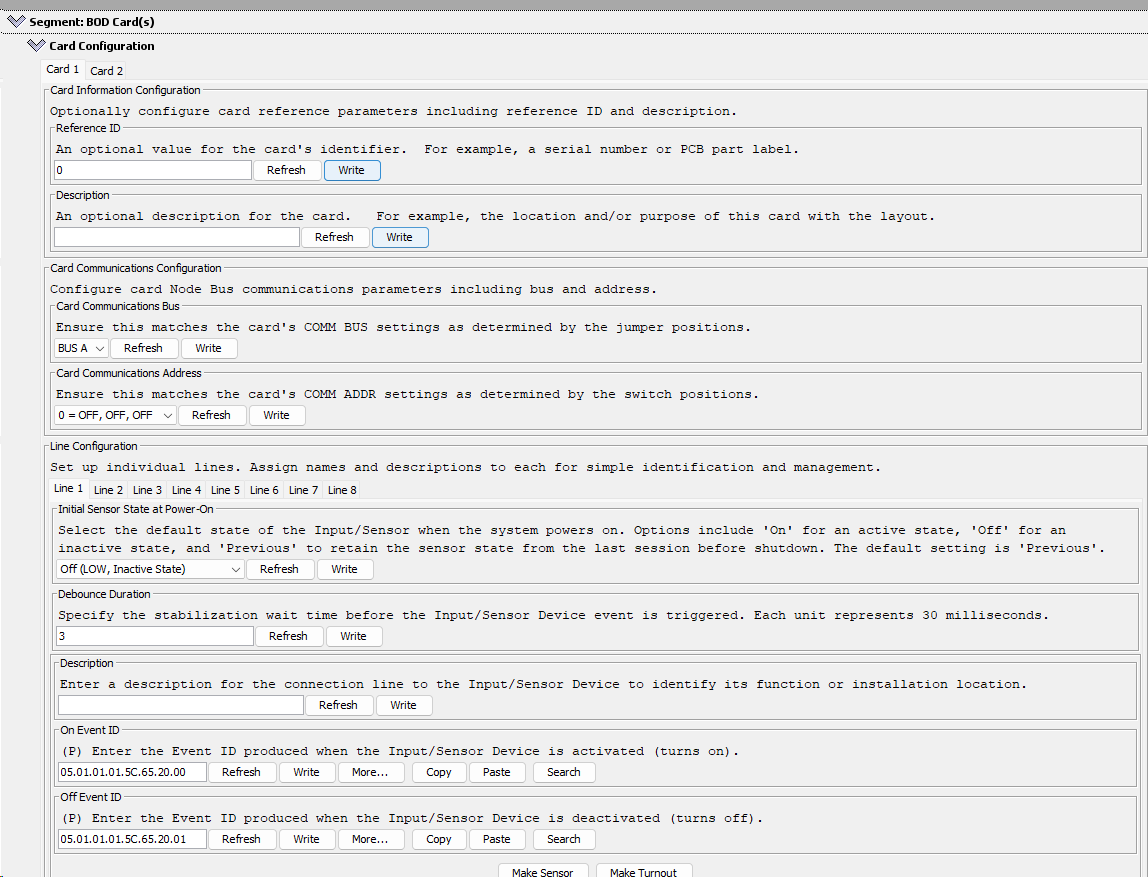 Segment: BOD Card(s)
Card Configuration
Card 1 Card 2
Card Information Configuration
Optionally configure card reference parameters including reference ID and description.
Reference ID
An optional value for the card's identifier.  For example, a serial number or PCB part label.
0 Refresh Write
Description
An optional description for the card.   For example, the location and/or purpose of this card with the layout.
Refresh Write
Card Communications Configuration
Configure card Node Bus communications parameters including bus and address.
Card Communications Bus
Ensure this matches the card's COMM BUS settings as determined by the jumper positions.
BUS A Refresh Write
Card Communications Address
Ensure this matches the card's COMM ADDR settings as determined by the switch positions.
0 = OFF, OFF, OFF Refresh Write
Line Configuration
Set up individual lines. Assign names and descriptions to each for simple identification and management.
Line 1 Line 2 Line 3 Line 4 Line 5 Line 6 Line 7 Line 8
Initial Sensor State at Power-On
Select the default state of the Input/Sensor when the system powers on. Options include 'On' for an active state, 'Off' for an
inactive state, and 'Previous' to retain the sensor state from the last session before shutdown. The default setting is 'Previous'.
Off (LOW, Inactive State) Refresh Write
Debounce Duration
Specify the stabilization wait time before the Input/Sensor Device event is triggered. Each unit represents 30 milliseconds.
3 Refresh Write
Description
Enter a description for the connection line to the Input/Sensor Device to identify its function or installation location.
Refresh Write
On Event ID
(P) Enter the Event ID produced when the Input/Sensor Device is activated (turns on).
05.01.01.01.5C.65.20.00 Refresh Write More... Copy Paste Search
Off Event ID
(P) Enter the Event ID produced when the Input/Sensor Device is deactivated (turns off).
05.01.01.01.5C.65.20.01 Refresh Write More... Copy Paste Search
Make Sensor Make Turnout